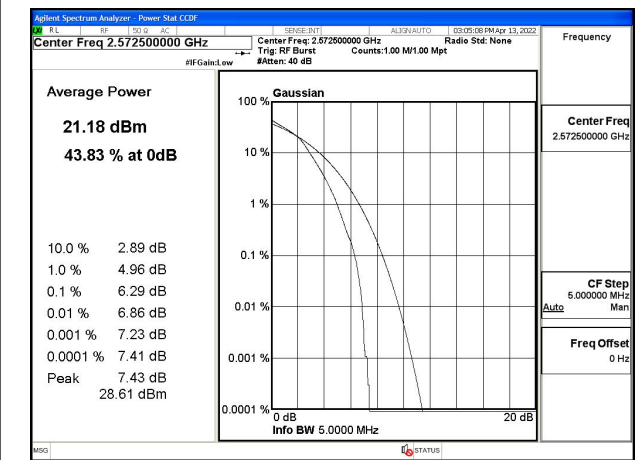 Agilent Spectrum Analyzer - Power Stat CCDF
RL RF 50 Ω AC SENSE:INT ALIGN AUTO 03:05:08 PM Apr 13, 2022
Center Freq 2.572500000 GHz
Center Freq: 2.572500000 GHz Radio Std: None
Trig: RF Burst Counts:1.00 M/1.00 Mpt
#IFGain:Low #Atten: 40 dB
Frequency
Average Power
21.18 dBm
43.83 % at 0dB
10.0 % 2.89 dB
1.0 % 4.96 dB
0.1 % 6.29 dB
0.01 % 6.86 dB
0.001 % 7.23 dB
0.0001 % 7.41 dB
Peak 7.43 dB
28.61 dBm
Gaussian
100 %
10 %
1 %
0.1 %
0.01 %
0.001 %
0.0001 %
0 dB 20 dB
Info BW 5.0000 MHz
Center Freq
2.572500000 GHz
CF Step
5.000000 MHz
Auto Man
Freq Offset
0 Hz
MSG STATUS